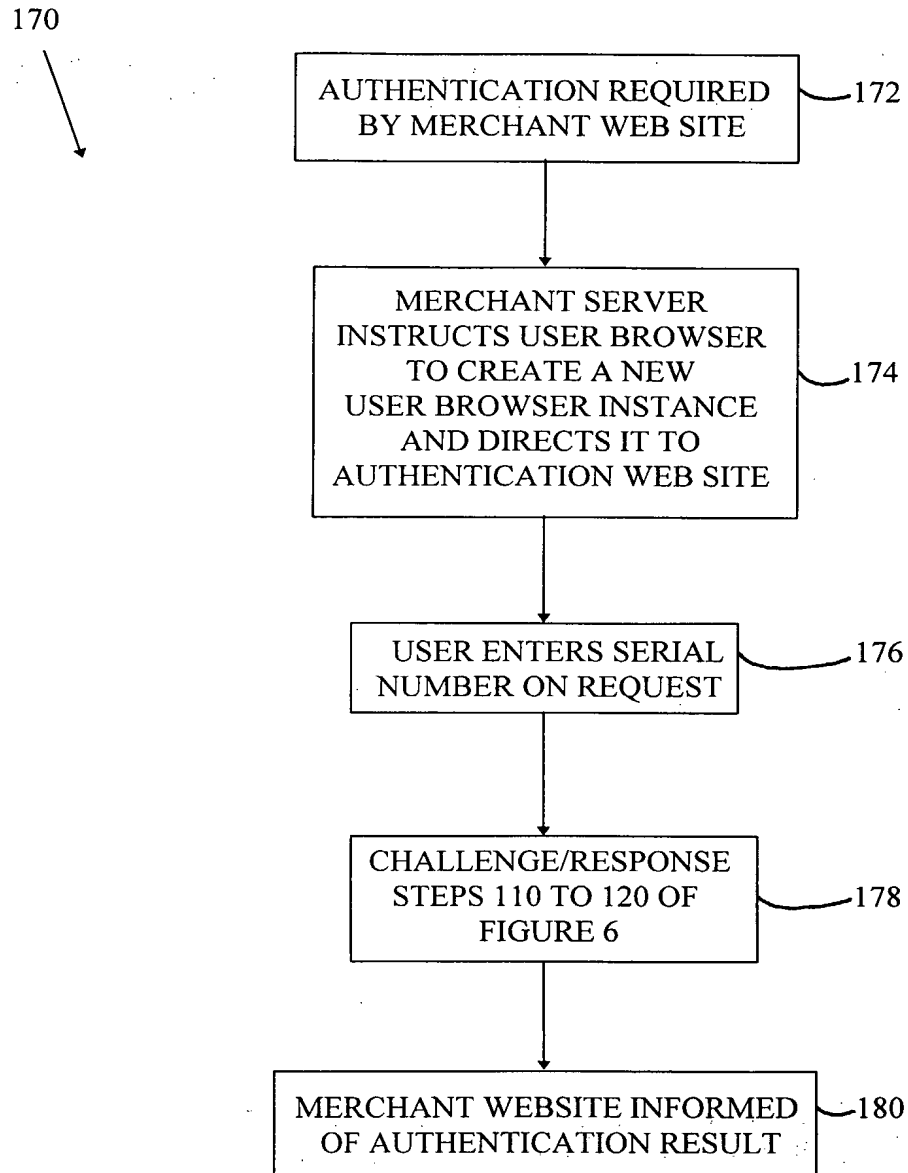 170
AUTHENTICATION REQUIRED
BY MERCHANT WEB SITE
172
MERCHANT SERVER
INSTRUCTS USER BROWSER
TO CREATE A NEW
USER BROWSER INSTANCE
AND DIRECTS IT TO
AUTHENTICATION WEB SITE
174
USER ENTERS SERIAL
NUMBER ON REQUEST
176
CHALLENGE/RESPONSE
STEPS 110 TO 120 OF
FIGURE 6
178
MERCHANT WEBSITE INFORMED
OF AUTHENTICATION RESULT
180